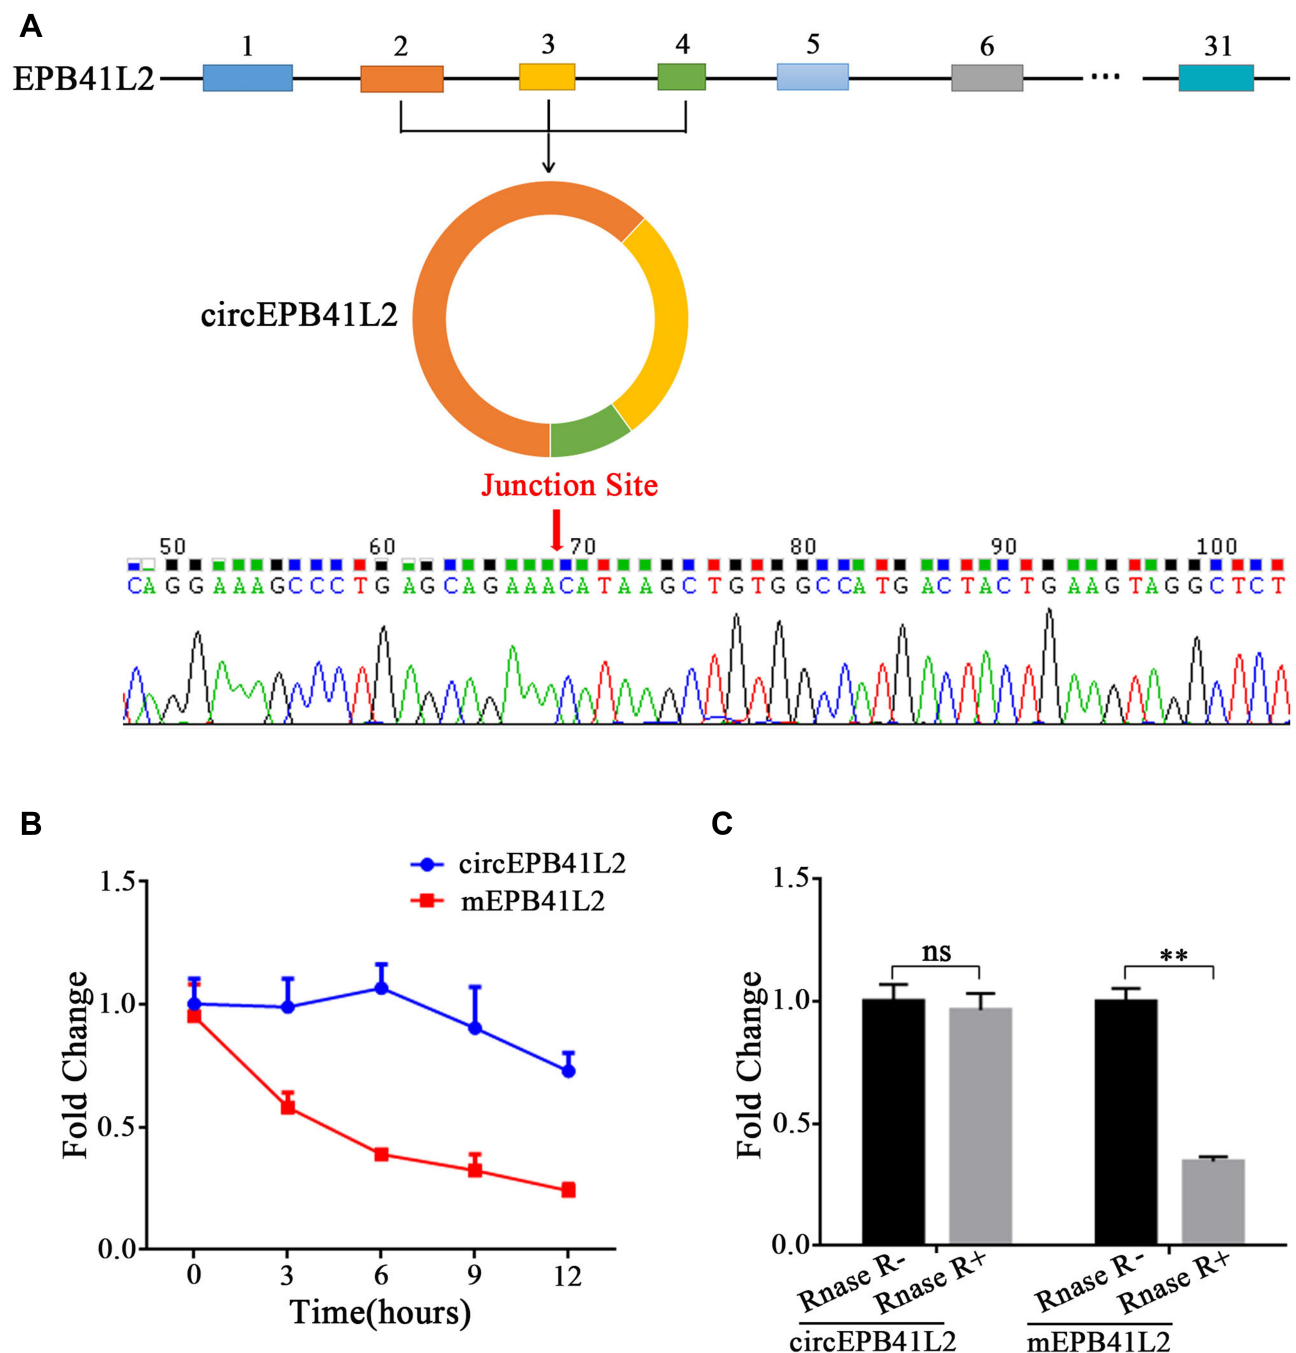 A
1 2 3 4 5 6 31
EPB41L2 ...
circEPB41L2
Junction Site
50 60 70 80 90 100
CAGGAAAGCCCTGAGCAGAAACATAAGCTGTGGCCATGACTACTGAAGTAGGCTCT
B
circEPB41L2
mEPB41L2
1.5
1.0
0.5
0.0
Fold Change
0 3 6 9 12
Time(hours)
C
1.5
1.0
0.5
0.0
Fold Change
ns **
Rnase R- Rnase R+ Rnase R- Rnase R+
circEPB41L2 mEPB41L2